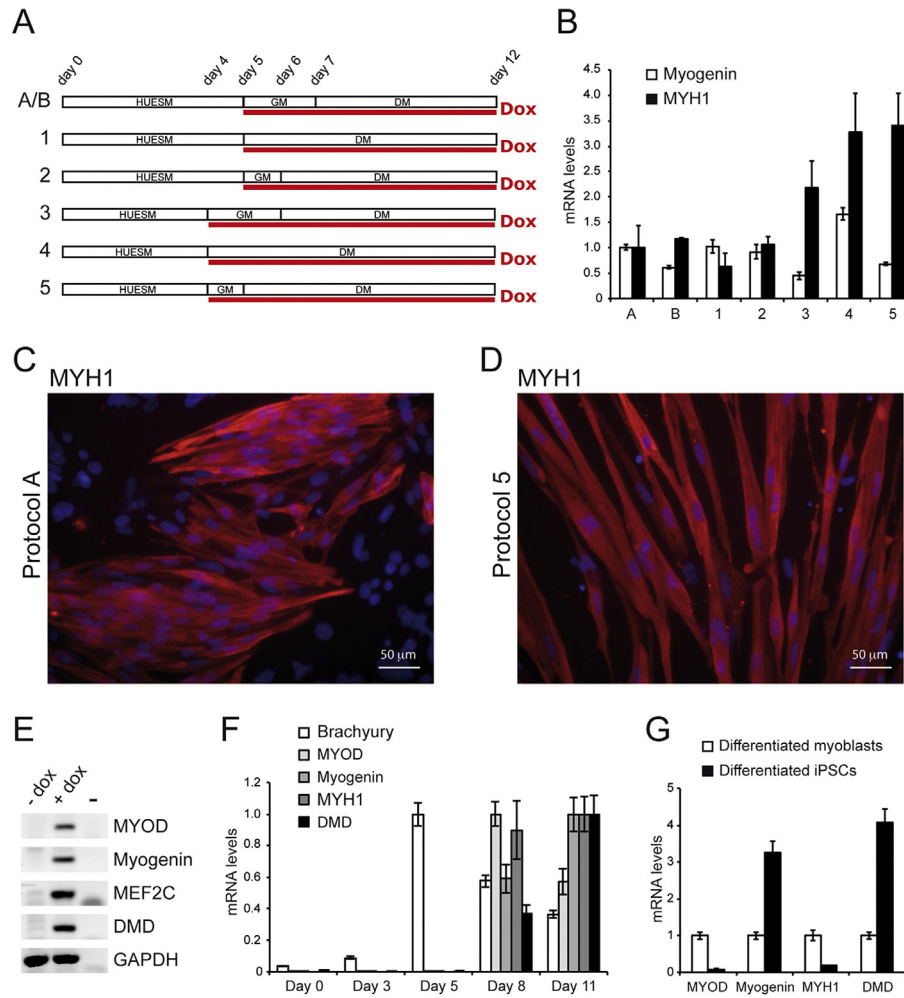 A
day 0
day 4
day 5
day 6
day 7
day 12
A/B
HUESM
GM
DM
Dox
1
HUESM
DM
Dox
2
HUESM
GM
DM
Dox
3
HUESM
GM
DM
Dox
4
HUESM
DM
Dox
5
HUESM
GM
DM
Dox
B
Myogenin
MYH1
mRNA levels
4.5
4.0
3.5
3.0
2.5
2.0
1.5
1.0
0.5
0
A B 1 2 3 4 5
C
MYH1
Protocol A
50 µm
D
MYH1
Protocol 5
50 µm
E
- dox
+ dox
-
MYOD
Myogenin
MEF2C
DMD
GAPDH
F
Brachyury
MYOD
Myogenin
MYH1
DMD
mRNA levels
1.2
1.0
0.8
0.6
0.4
0.2
0
Day 0 Day 3 Day 5 Day 8 Day 11
G
Differentiated myoblasts
Differentiated iPSCs
mRNA levels
5
4
3
2
1
0
MYOD Myogenin MYH1 DMD